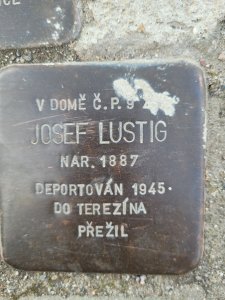 V DOMĚ Č.P. 9
JOSEF LUSTIG
NAR. 1887
DEPORTOVÁN 1945.
DO TEREZÍNA
PŘEŽIL